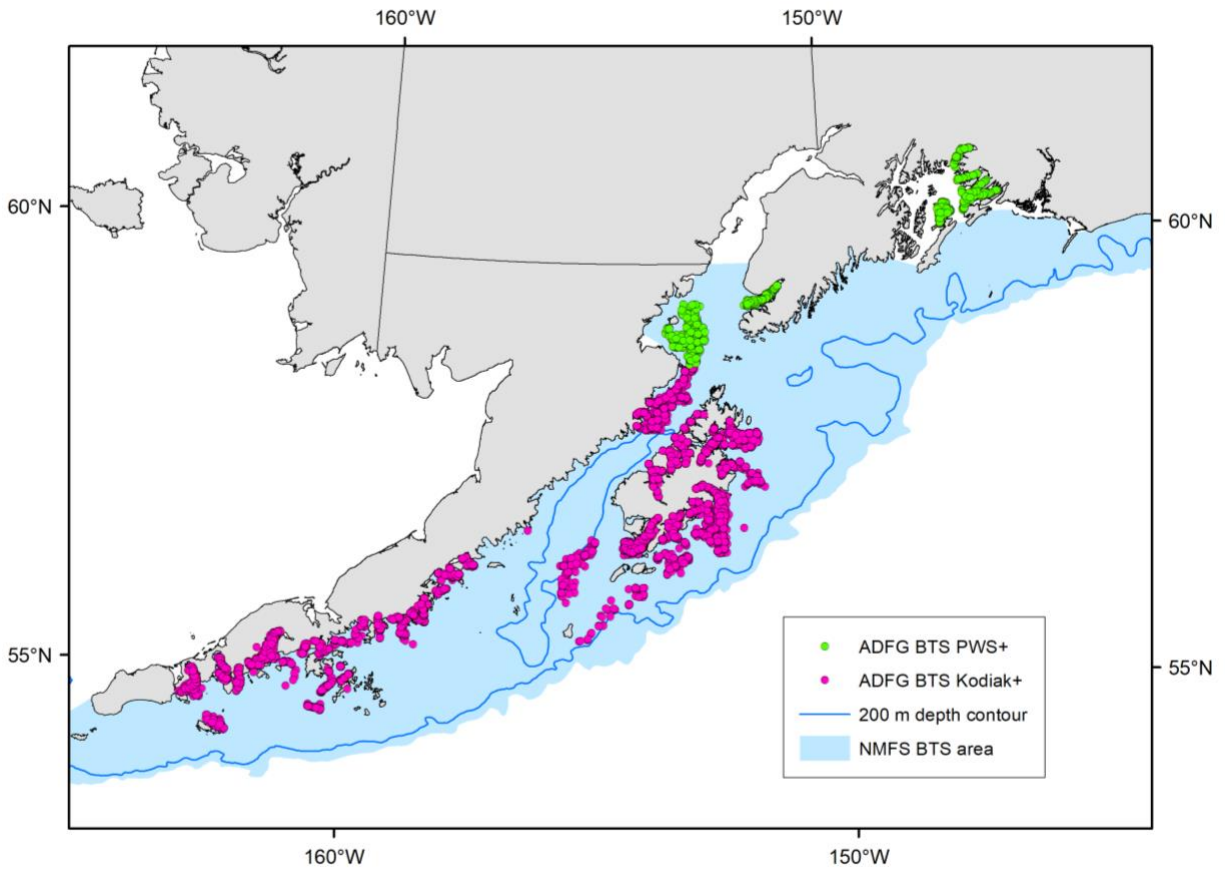 160°W 150°W
60°N 60°N
55°N 55°N
ADFG BTS PWS+
ADFG BTS Kodiak+
200 m depth contour
NMFS BTS area
160°W 150°W